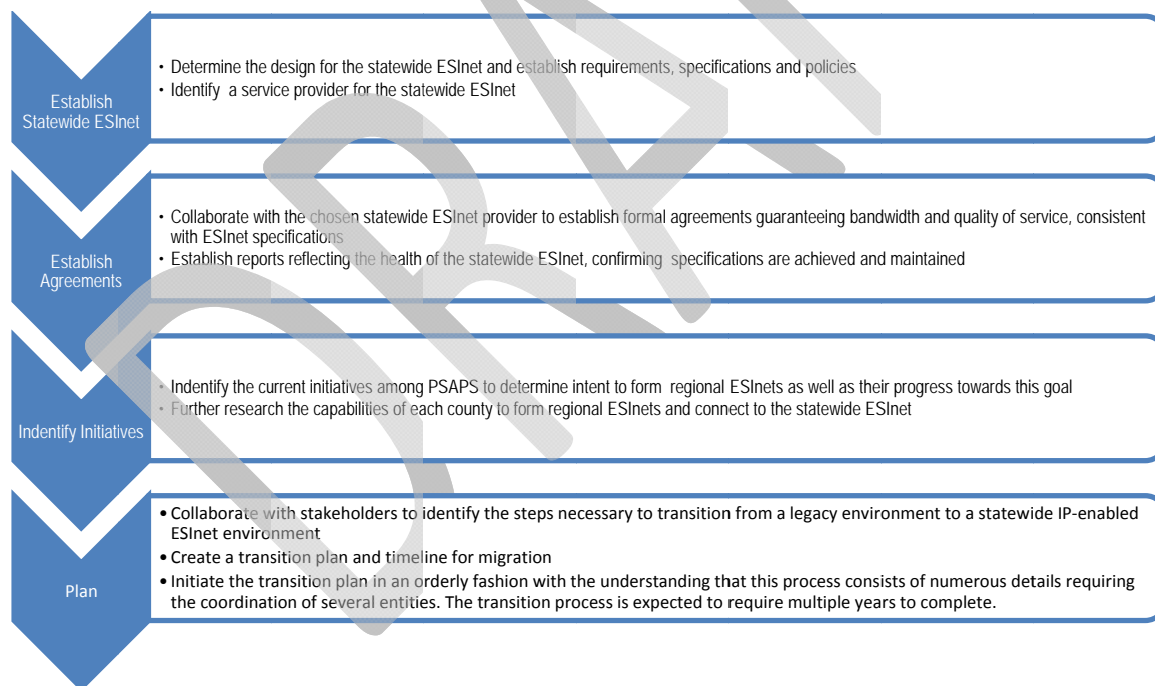 Establish
Statewide ESInet
• Determine the design for the statewide ESInet and establish requirements, specifications and policies
• Identify a service provider for the statewide ESInet
Establish
Agreements
• Collaborate with the chosen statewide ESInet provider to establish formal agreements guaranteeing bandwidth and quality of service, consistent
with ESInet specifications
• Establish reports reflecting the health of the statewide ESInet, confirming specifications are achieved and maintained
Indentify Initiatives
• Indentify the current initiatives among PSAPS to determine intent to form regional ESInets as well as their progress towards this goal
• Further research the capabilities of each county to form regional ESInets and connect to the statewide ESInet
Plan
• Collaborate with stakeholders to identify the steps necessary to transition from a legacy environment to a statewide IP-enabled
ESInet environment
• Create a transition plan and timeline for migration
• Initiate the transition plan in an orderly fashion with the understanding that this process consists of numerous details requiring
the coordination of several entities. The transition process is expected to require multiple years to complete.
DRA